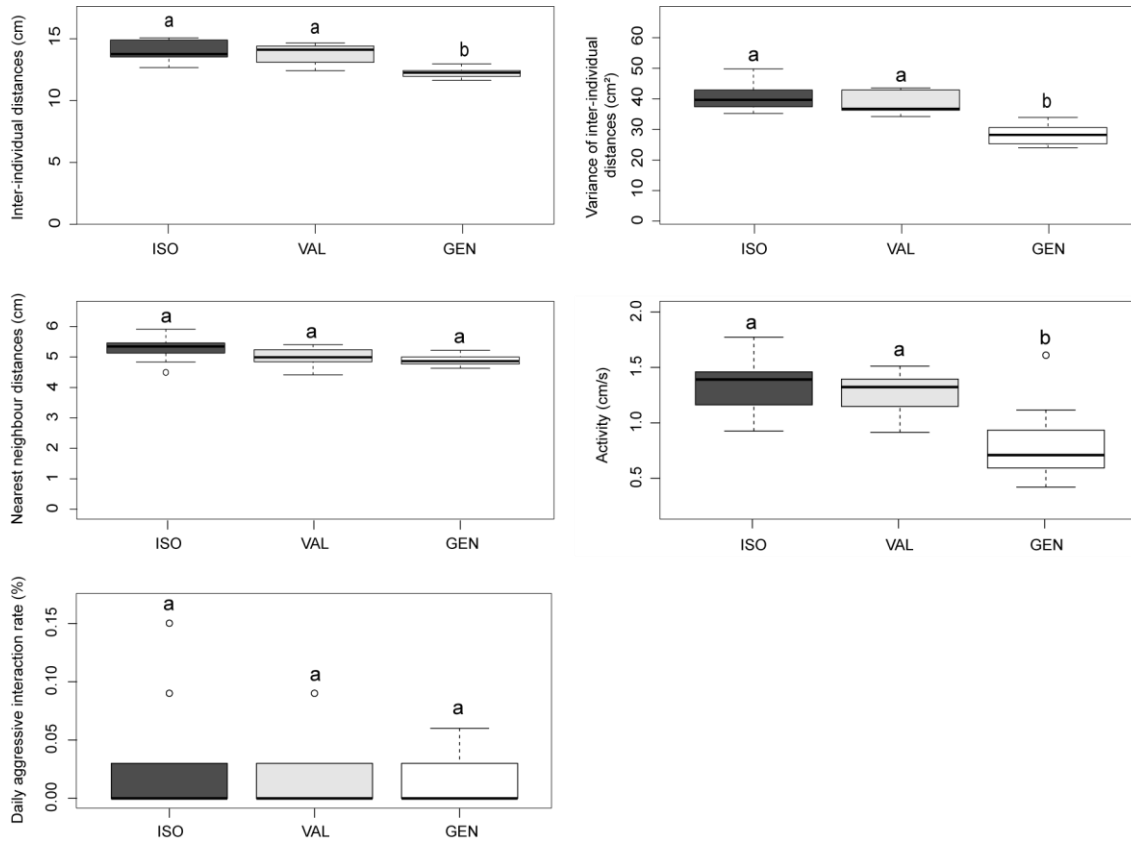 Inter-individual distances (cm)
15
10
5
0
a
a
b
ISO
VAL
GEN
Variance of inter-individual
distances (cm²)
60
50
40
30
20
10
0
a
a
b
ISO
VAL
GEN
Nearest neighbour distances (cm)
6
5
4
3
2
1
0
a
a
a
ISO
VAL
GEN
Activity (cm/s)
2.0
1.5
1.0
0.5
a
a
b
ISO
VAL
GEN
Daily aggressive interaction rate (%)
0.15
0.10
0.05
0.00
a
a
a
ISO
VAL
GEN